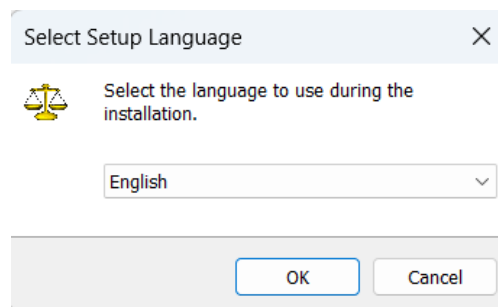 Select Setup Language
Select the language to use during the
installation.
English
OK
Cancel